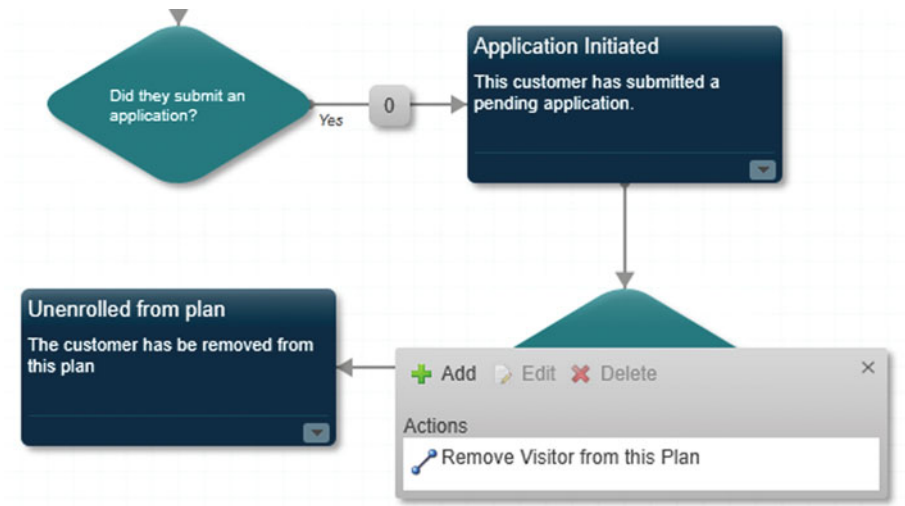 Did they submit an
application?
Yes
0
Application Initiated
This customer has submitted a
pending application.
Unenrolled from plan
The customer has be removed from
this plan
Add Edit Delete ×
Actions
Remove Visitor from this Plan